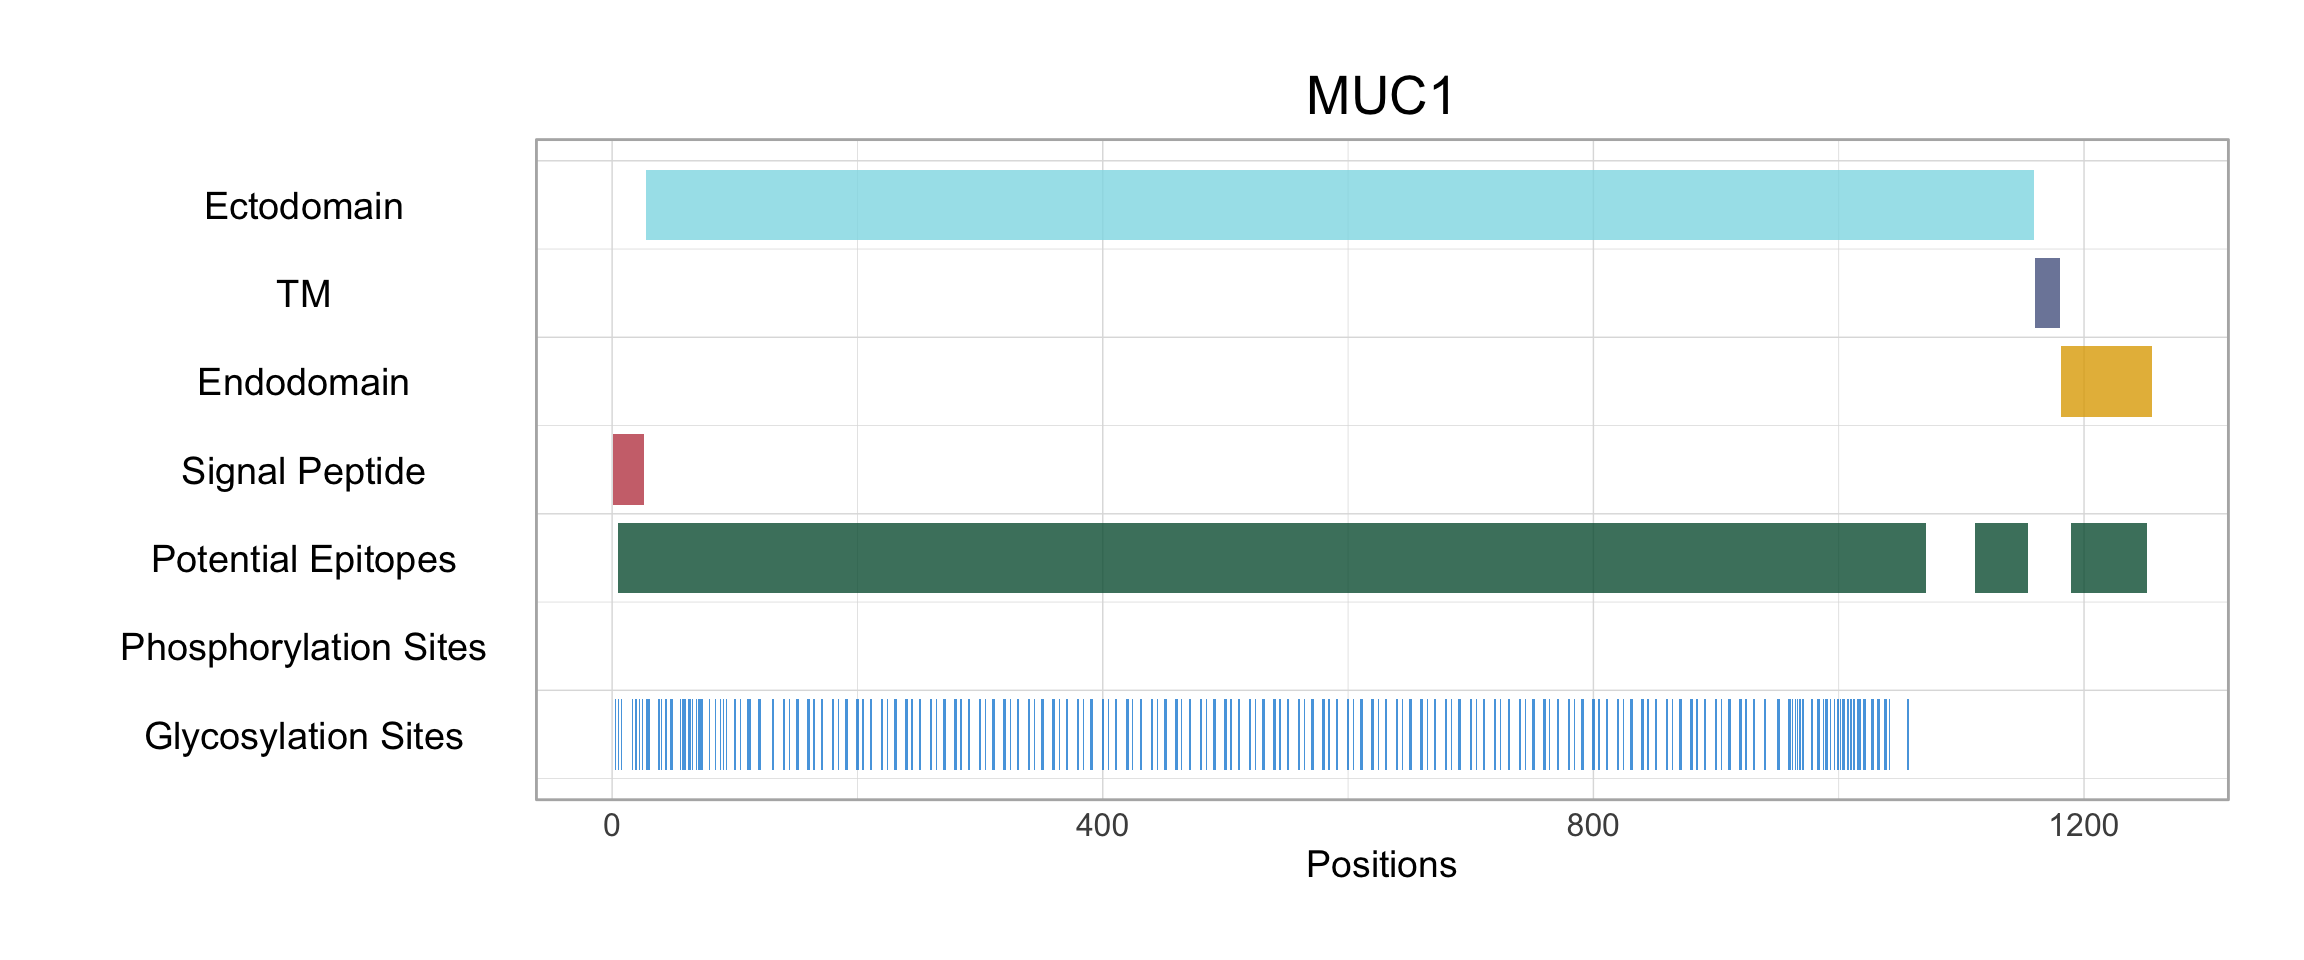 MUC1
Ectodomain
TM
Endodomain
Signal Peptide
Potential Epitopes
Phosphorylation Sites
Glycosylation Sites
0 400 800 1200
Positions